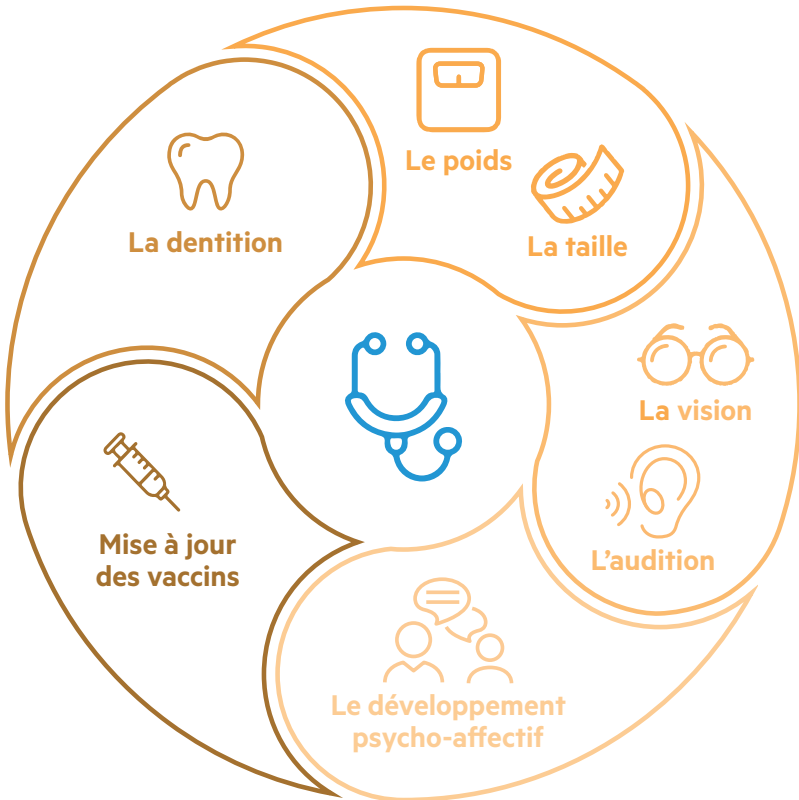 Le poids
La taille
La dentition
La vision
L'audition
Mise à jour
des vaccins
Le développement
psycho-affectif